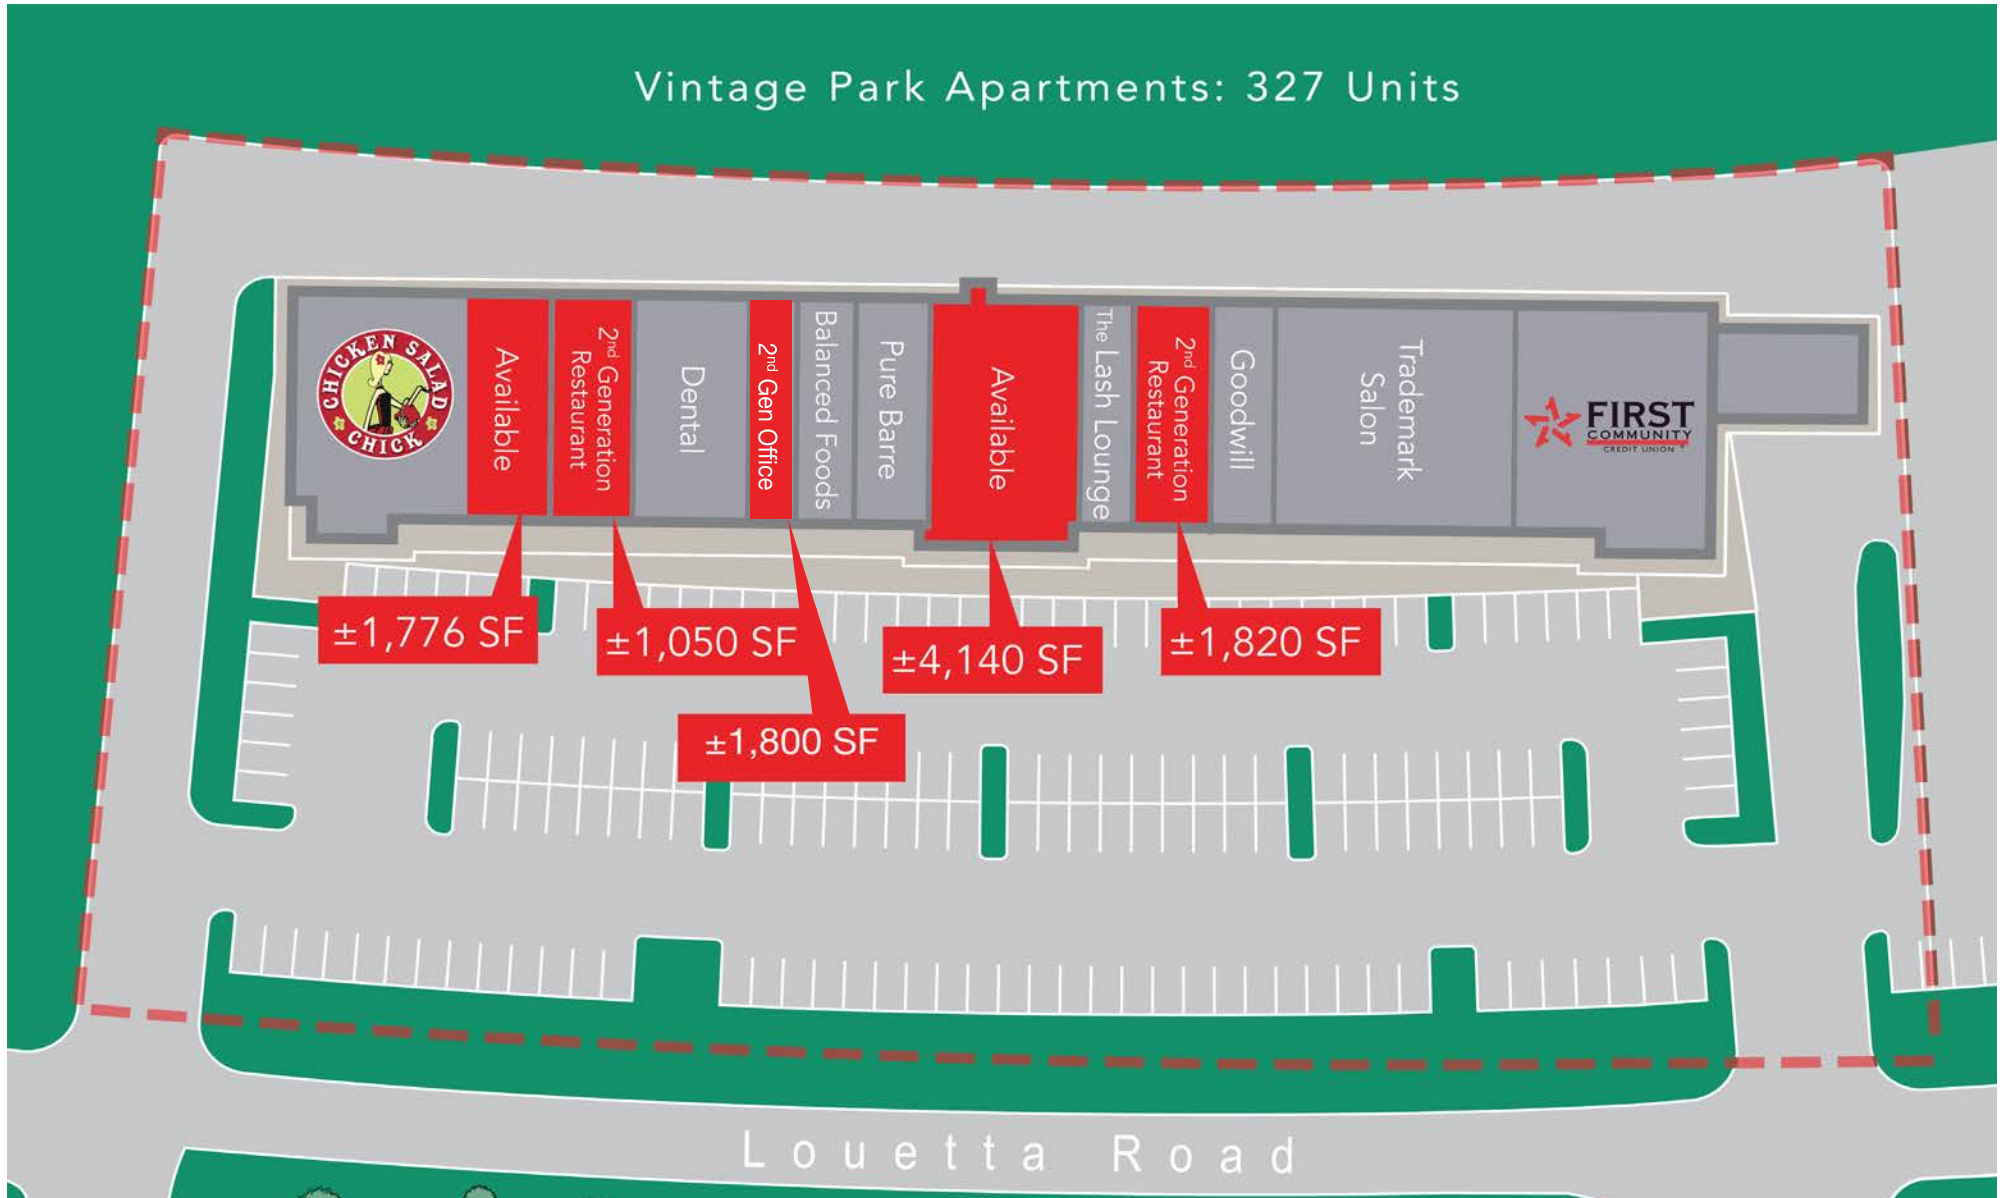 Vintage Park Apartments: 327 Units
CHICKEN SALAD
CHICK
Available
2nd Generation
Restaurant
Dental
2nd Gen Office
Balanced Foods
Pure Barre
Available
The Lash Lounge
2nd Generation
Restaurant
Goodwill
Trademark
Salon
FIRST
COMMUNITY
CREDIT UNION
±1,776 SF
±1,050 SF
±1,800 SF
±4,140 SF
±1,820 SF
Louetta Road